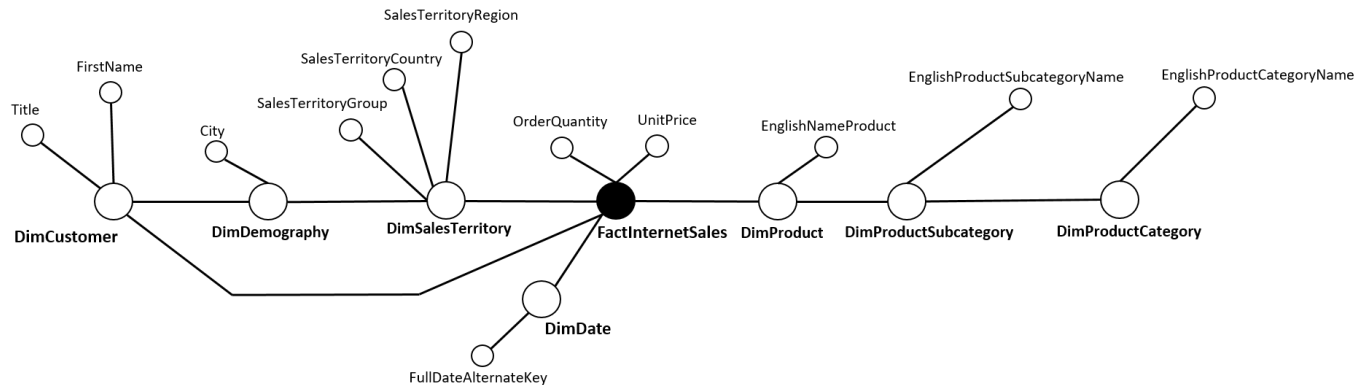 SalesTerritoryRegion
FirstName
SalesTerritoryCountry
EnglishProductSubcategoryName
EnglishProductCategoryName
Title
SalesTerritoryGroup
City
OrderQuantity
UnitPrice
EnglishNameProduct
DimCustomer
DimDemography
DimSalesTerritory
FactInternetSales
DimProduct
DimProductSubcategory
DimProductCategory
DimDate
FullDateAlternateKey